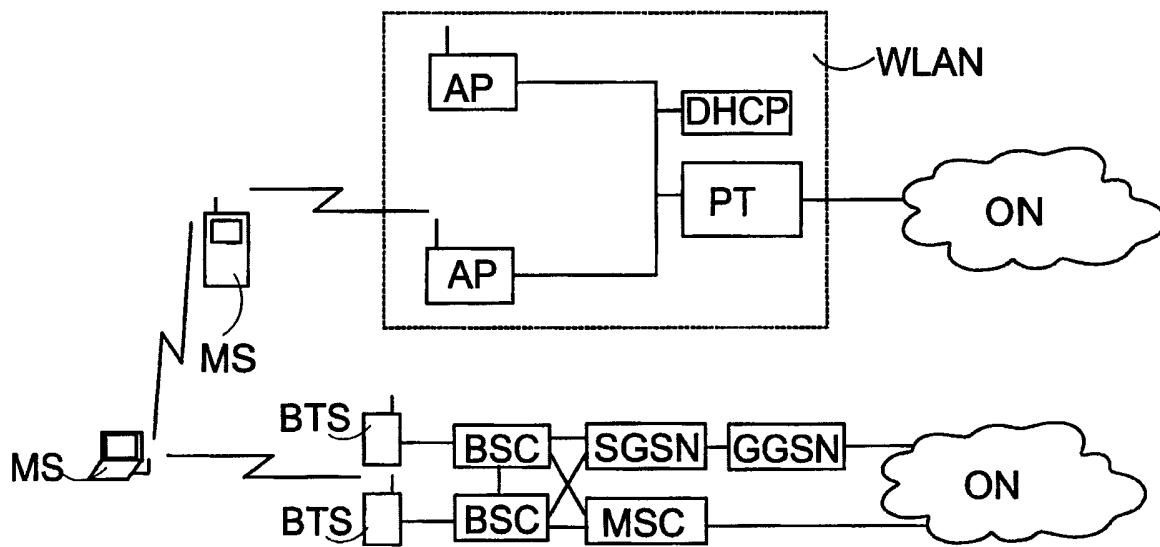 WLAN
AP
DHCP
PT
ON
AP
MS
BTS
BSC
SGSN
GGSN
MS
ON
BTS
BSC
MSC